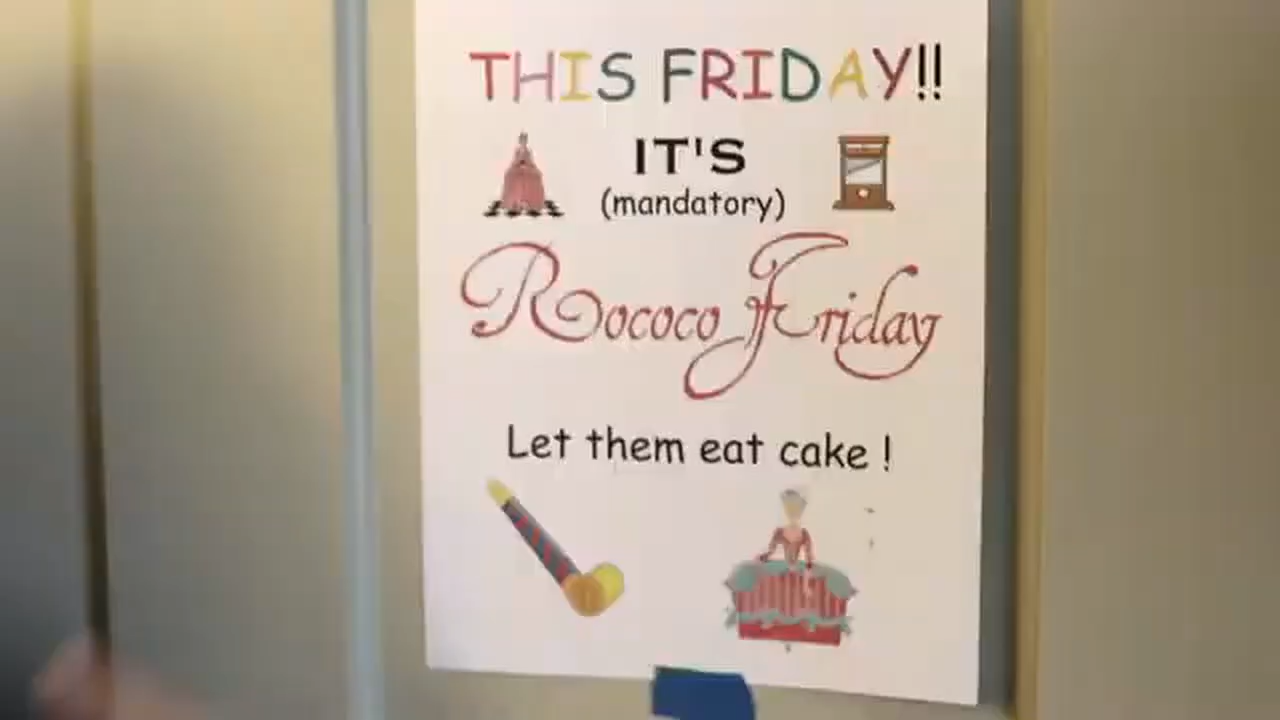 THIS FRIDAY!!
IT'S
(mandatory)
Rococo Friday
Let them eat cake !